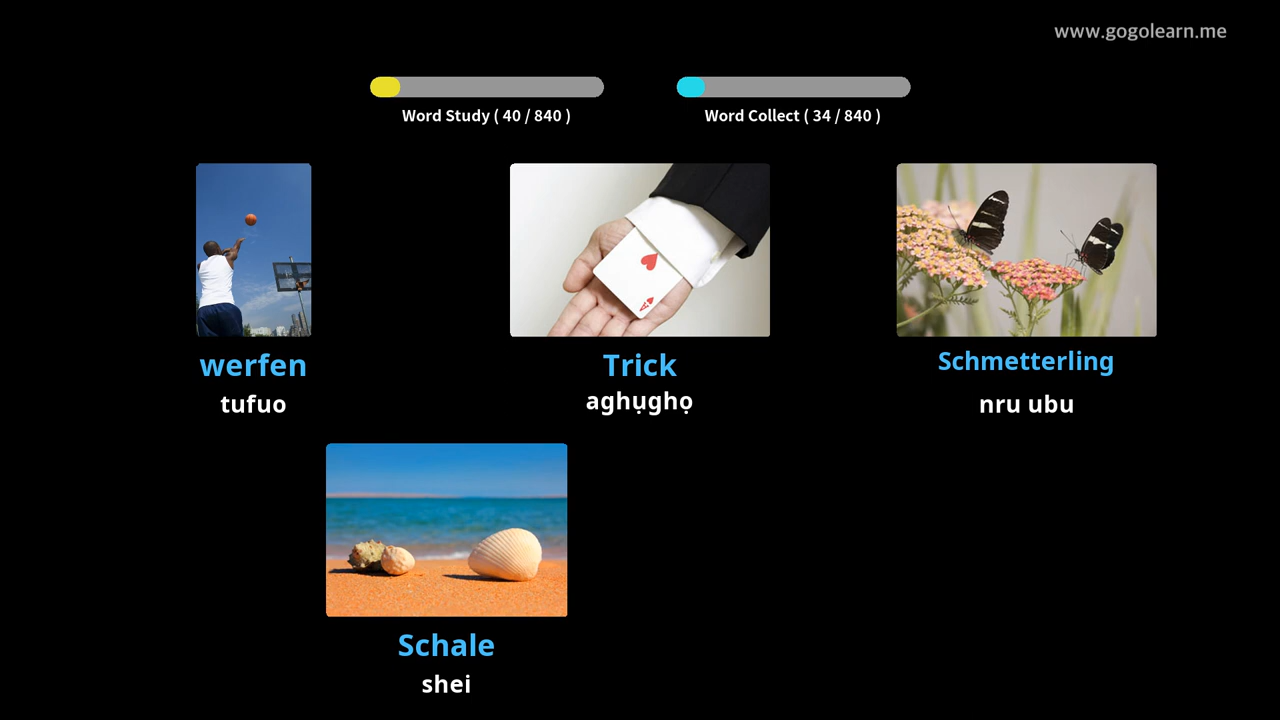 www.gogolearn.me
Word Study ( 40 / 840 )
Word Collect ( 34 / 840 )
werfen
tufuo
Trick
aghụghọ
Schmetterling
nru ubu
Schale
shei